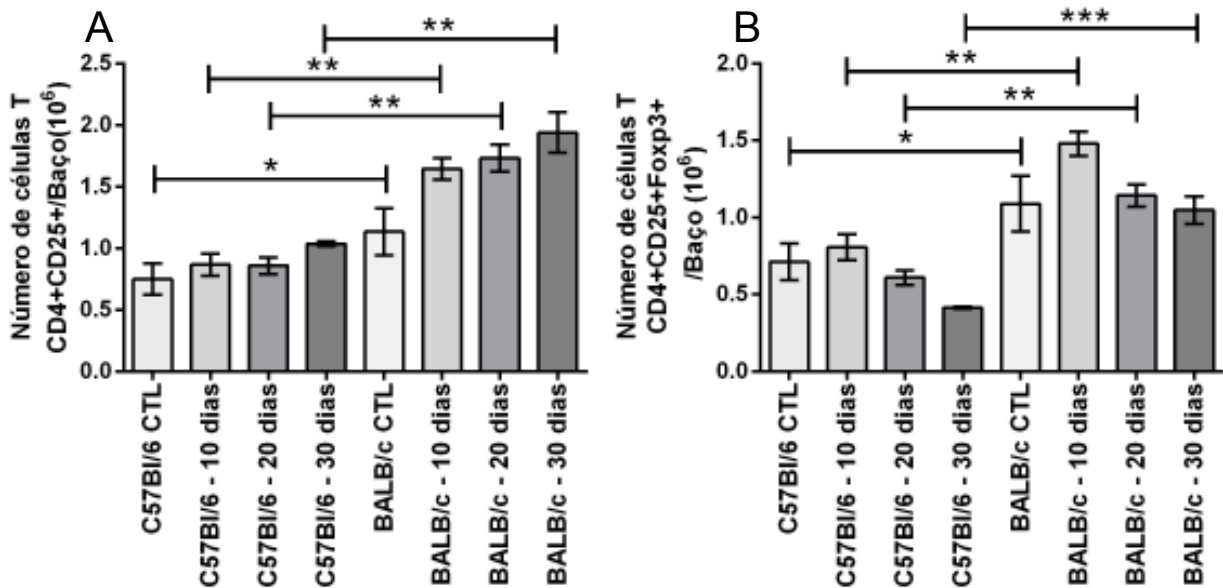 A
Número de células T
CD4+CD25+/Baço(10⁶)
2.5
2.0
1.5
1.0
0.5
0.0
**
**
**
*
C57Bl/6 CTL
C57Bl/6 - 10 dias
C57Bl/6 - 20 dias
C57Bl/6 - 30 dias
BALB/c CTL
BALB/c - 10 dias
BALB/c - 20 dias
BALB/c - 30 dias
B
Número de células T
CD4+CD25+Foxp3+
/Baço (10⁶)
2.0
1.5
1.0
0.5
0.0
***
**
**
*
C57Bl/6 CTL
C57Bl/6 - 10 dias
C57Bl/6 - 20 dias
C57Bl/6 - 30 dias
BALB/c CTL
BALB/c - 10 dias
BALB/c - 20 dias
BALB/c - 30 dias